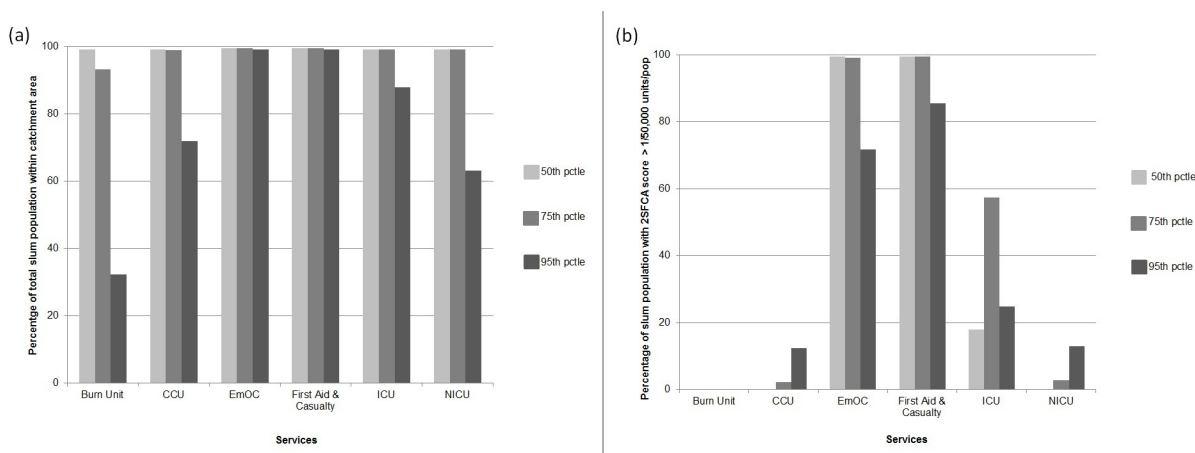 (a)
Percentge of total slum population within catchment area
100
80
60
40
20
0
Burn Unit
CCU
EmOC
First Aid &
Casualty
ICU
NICU
Services
50th pctle
75th pctle
95th pctle
(b)
Percentage of slum population with 2SFCA score > 1/50,000 units/pop
100
80
60
40
20
0
Burn Unit
CCU
EmOC
First Aid &
Casualty
ICU
NICU
Services
50th pctle
75th pctle
95th pctle